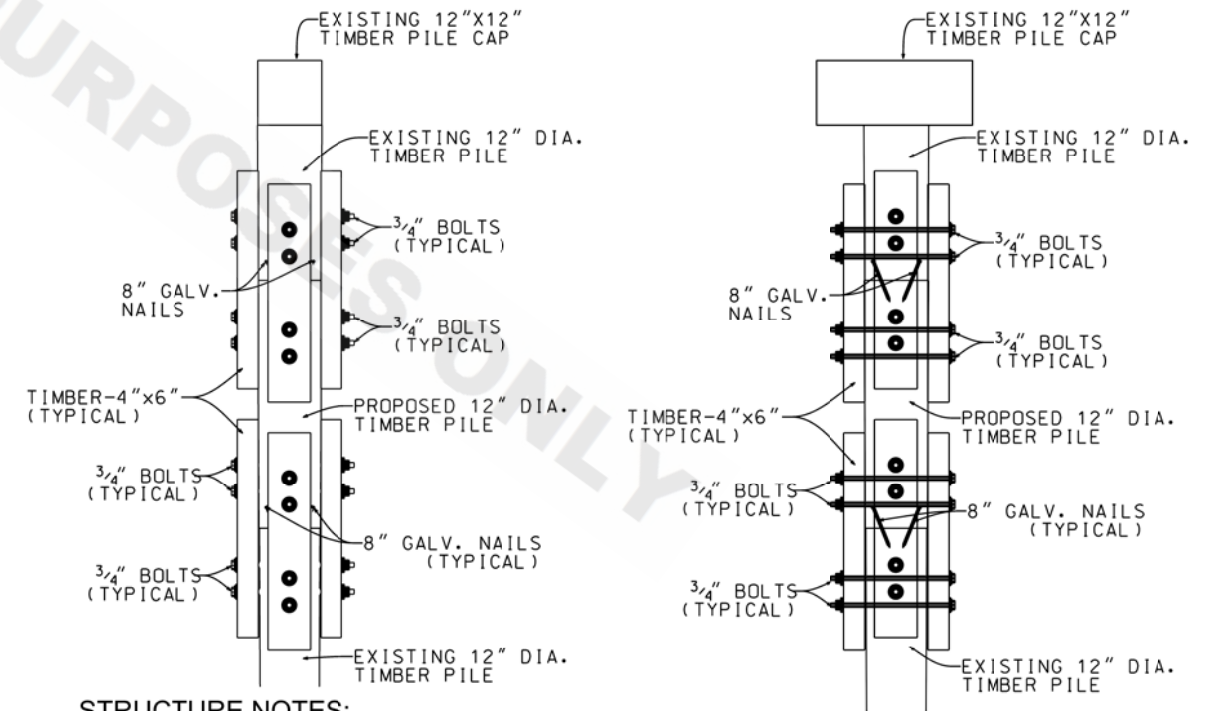 EXISTING 12"X12"
TIMBER PILE CAP
EXISTING 12" DIA.
TIMBER PILE
3/4" BOLTS
(TYPICAL)
8" GALV.
NAILS
3/4" BOLTS
(TYPICAL)
TIMBER-4"x6"
(TYPICAL)
PROPOSED 12" DIA.
TIMBER PILE
3/4" BOLTS
(TYPICAL)
8" GALV. NAILS
(TYPICAL)
3/4" BOLTS
(TYPICAL)
EXISTING 12" DIA.
TIMBER PILE
STRUCTURE NOTES:
EXISTING 12"X12"
TIMBER PILE CAP
EXISTING 12" DIA.
TIMBER PILE
3/4" BOLTS
(TYPICAL)
8" GALV.
NAILS
3/4" BOLTS
(TYPICAL)
TIMBER-4"x6"
(TYPICAL)
PROPOSED 12" DIA.
TIMBER PILE
3/4" BOLTS
(TYPICAL)
8" GALV. NAILS
(TYPICAL)
3/4" BOLTS
(TYPICAL)
EXISTING 12" DIA.
TIMBER PILE
URPOSES ONLY